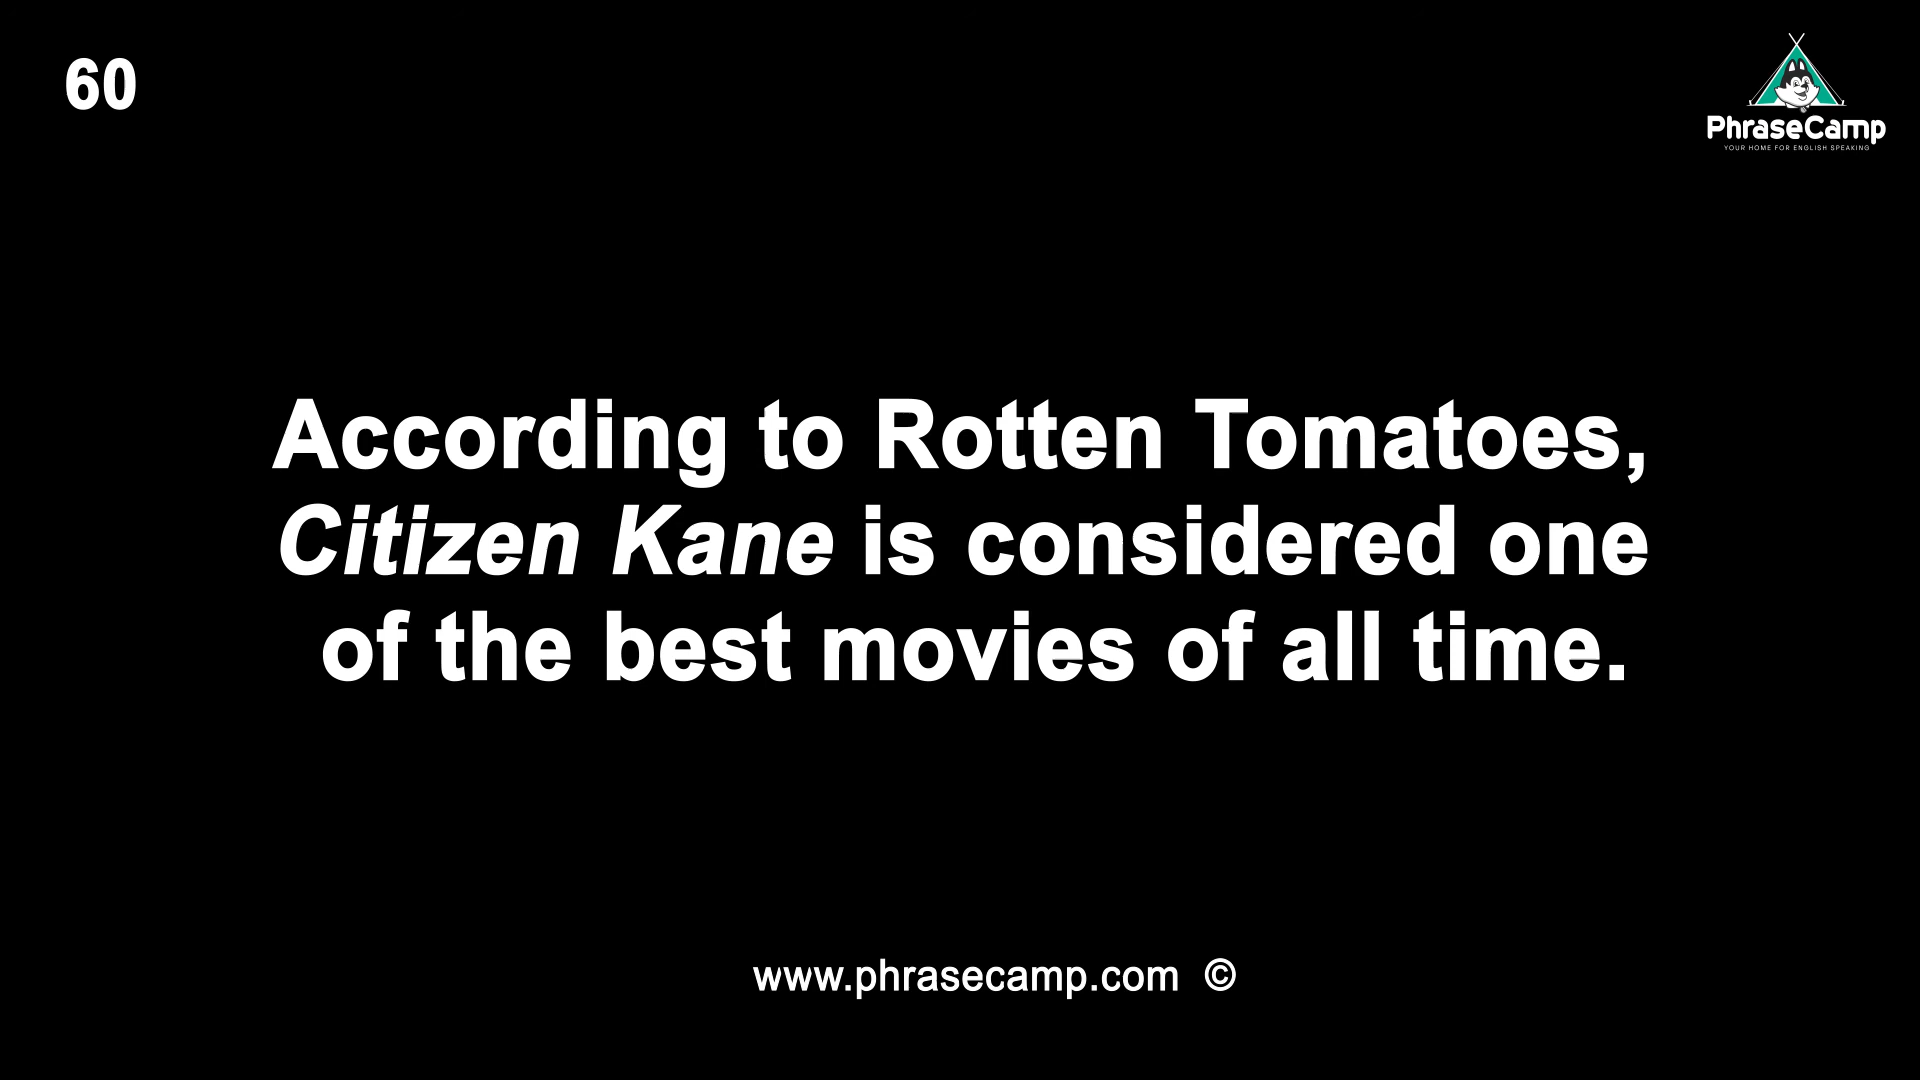 60
PhraseCamp
YOUR HOME FOR ENGLISH SPEAKING
According to Rotten Tomatoes,
Citizen Kane is considered one
of the best movies of all time.
www.phrasecamp.com ©